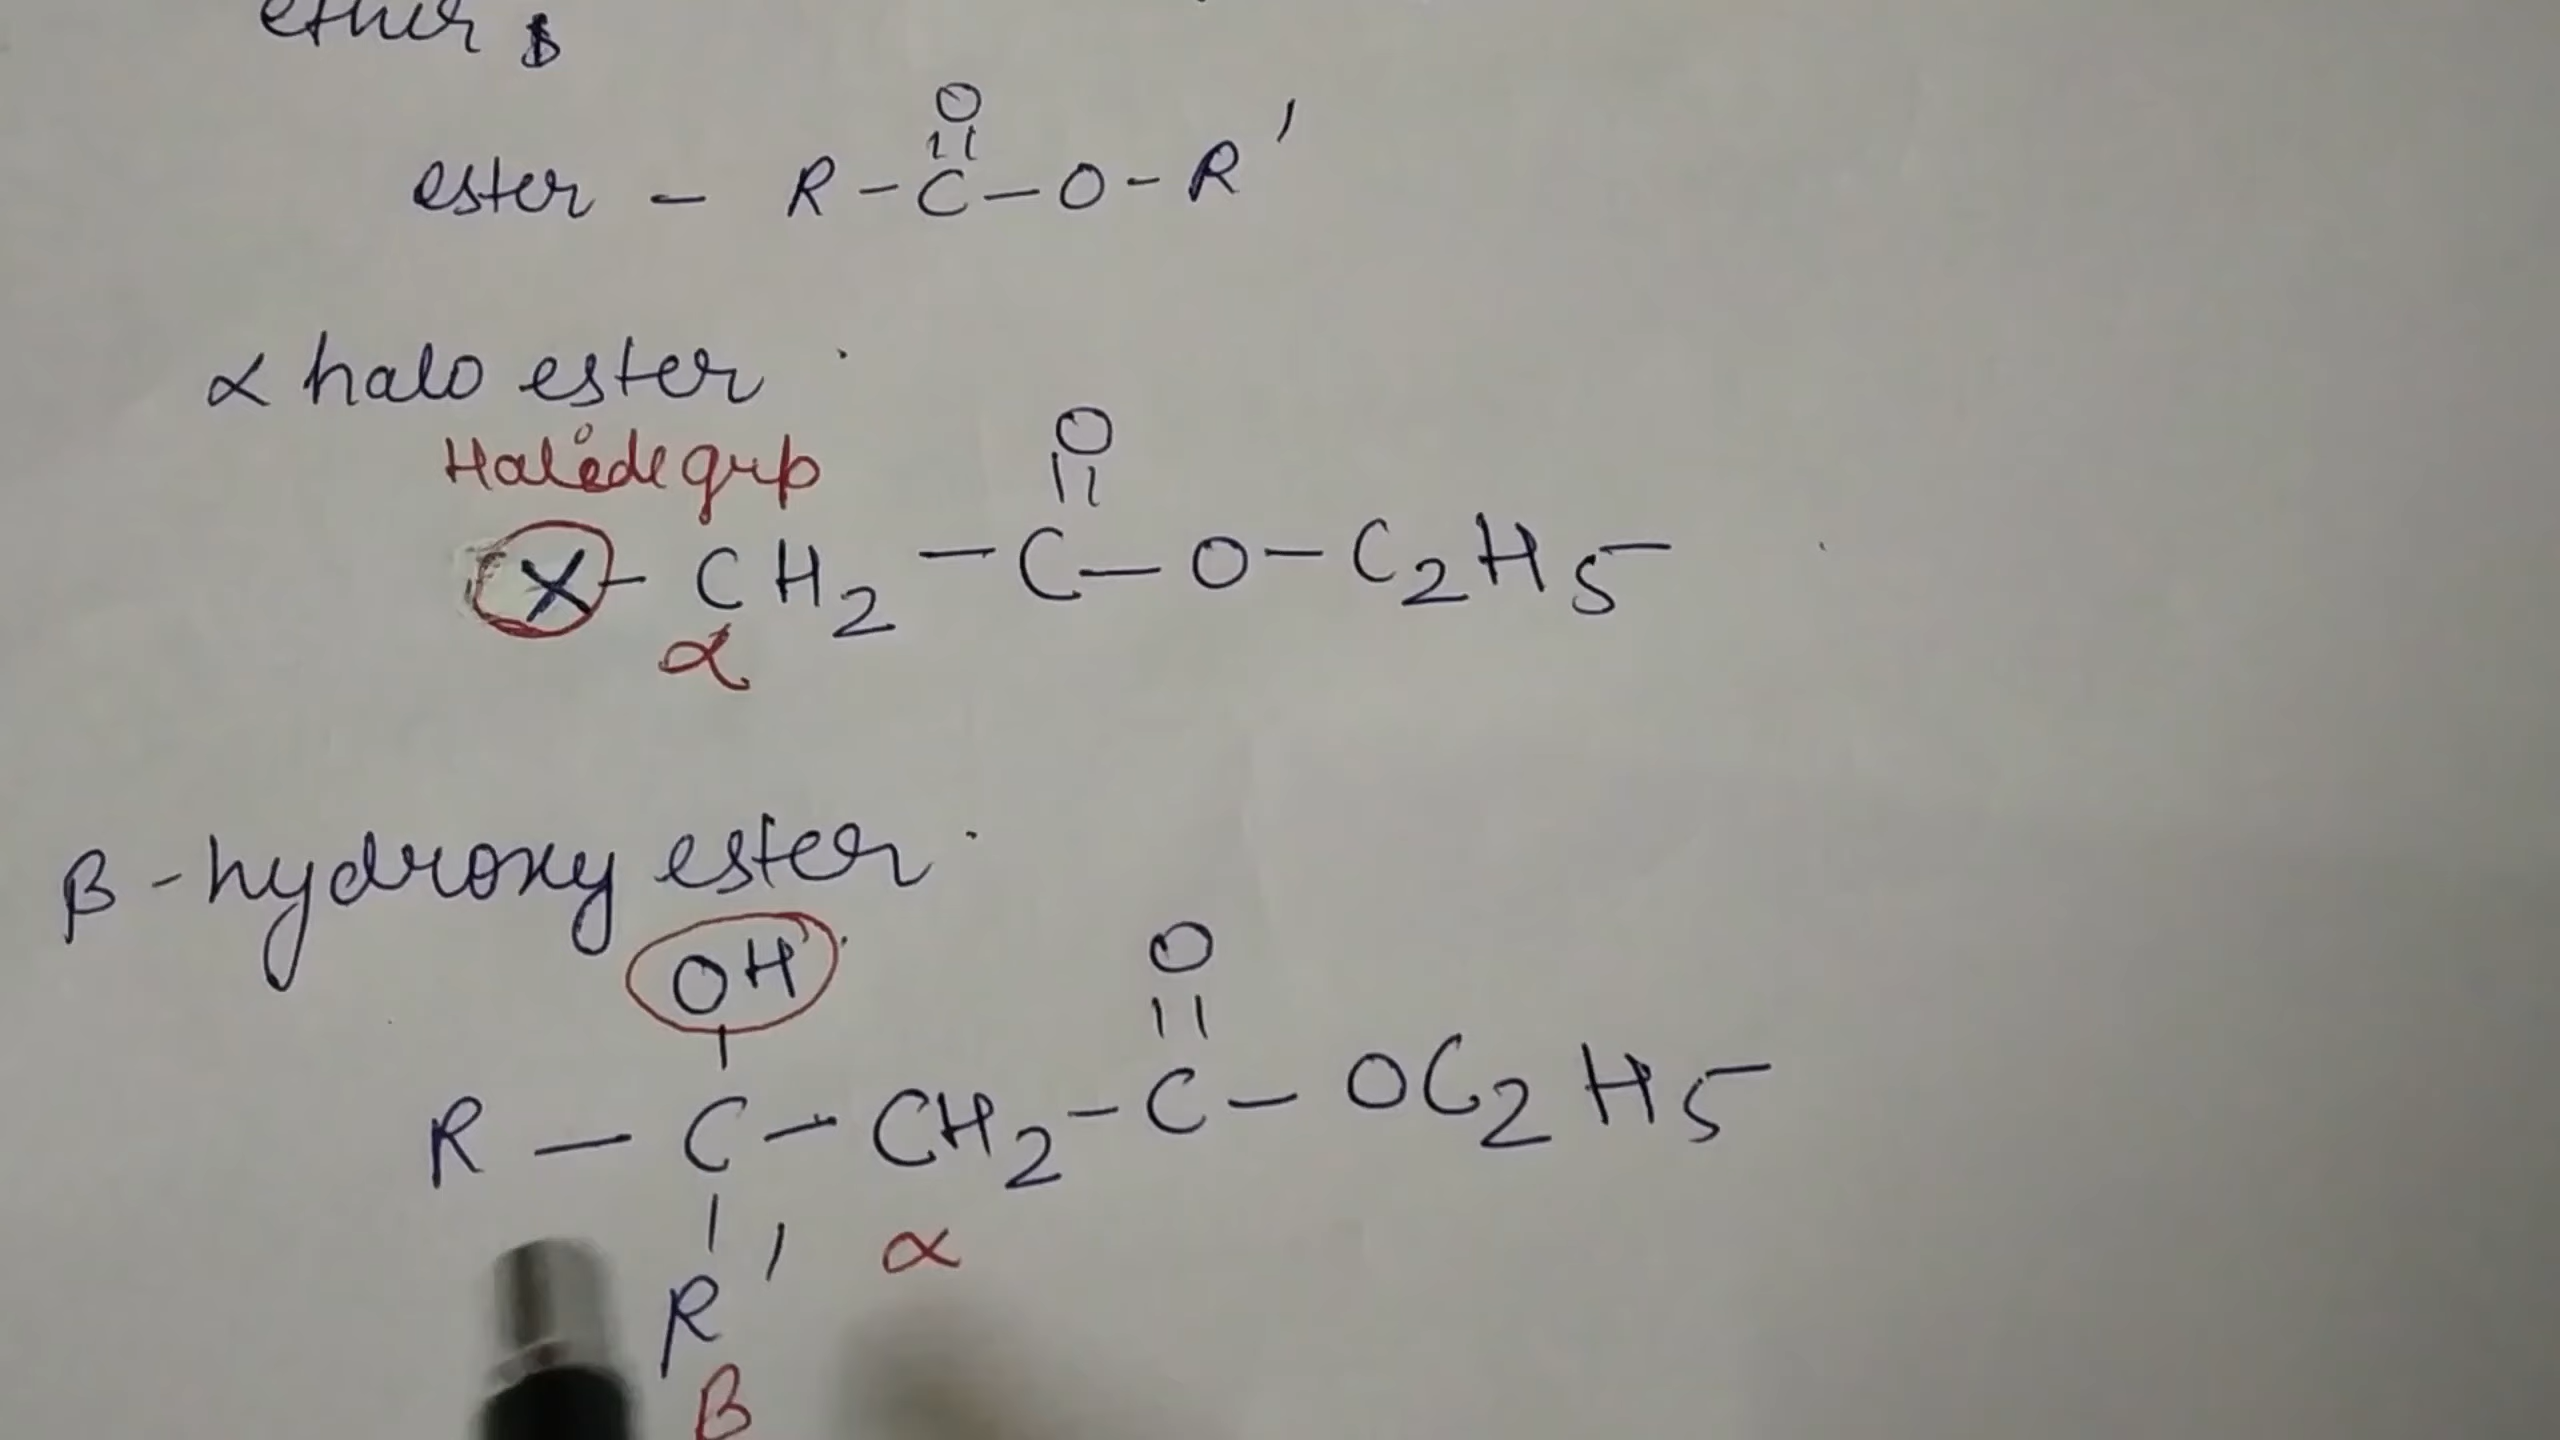 ether
O
||
ester - R - C - O - R'
α halo ester
Halide grp
O
||
X - CH2 - C - O - C2H5
α
β - hydroxy ester
OH
O
||
R - C - CH2 - C - OC2H5
α
R'
β